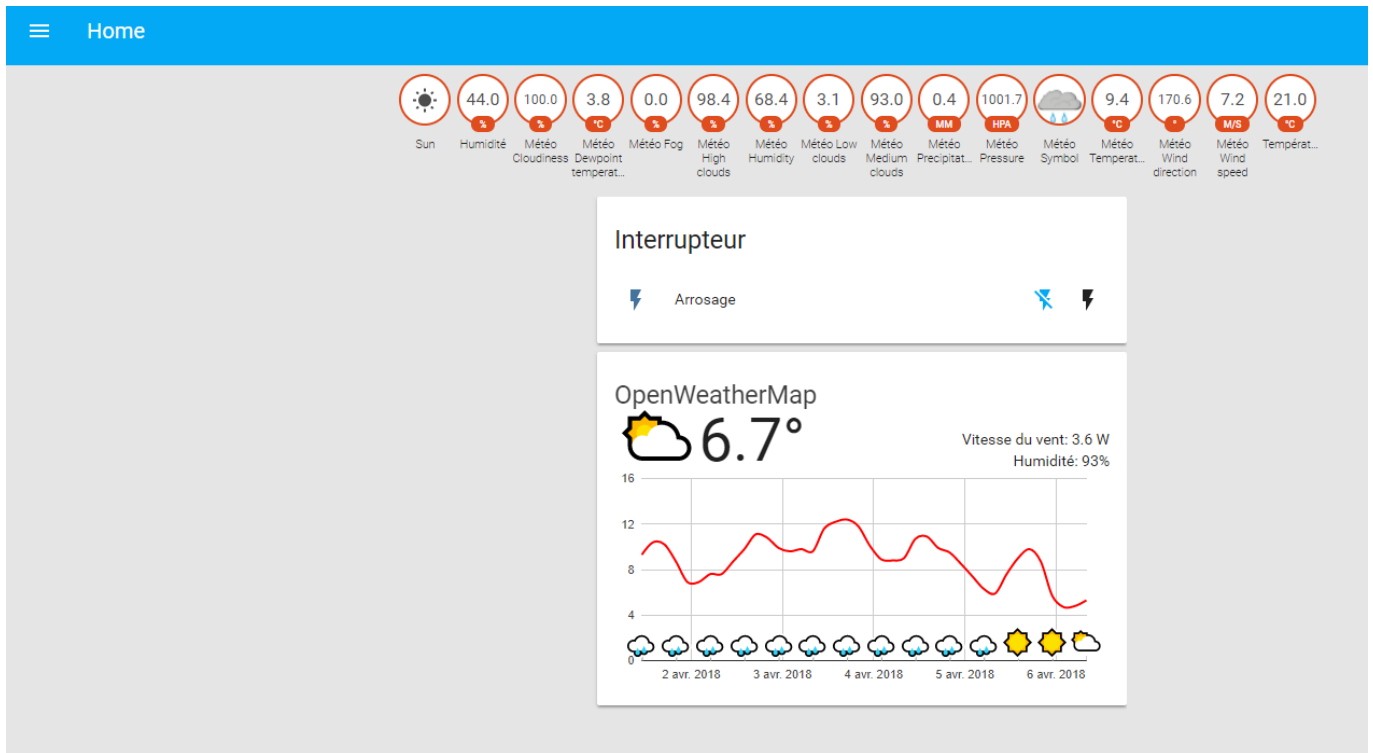 Home
44.0 100.0 3.8 0.0 98.4 68.4 3.1 93.0 0.4 1001.7 9.4 170.6 7.2 21.0
% % °C % % % % % MM HPA °C ° M/S °C
Sun Humidité Météo Météo Météo Fog Météo Météo Météo Low Météo Météo Météo Météo Météo Météo Météo Températ...
Cloudiness Dewpoint High Humidity clouds Medium Precipitat... Pressure Symbol Temperat... Wind Wind
temperat... clouds clouds direction speed
Interrupteur
Arrosage
OpenWeatherMap
6.7°
Vitesse du vent: 3.6 W
Humidité: 93%
16
12
8
4
0
2 avr. 2018 3 avr. 2018 4 avr. 2018 5 avr. 2018 6 avr. 2018